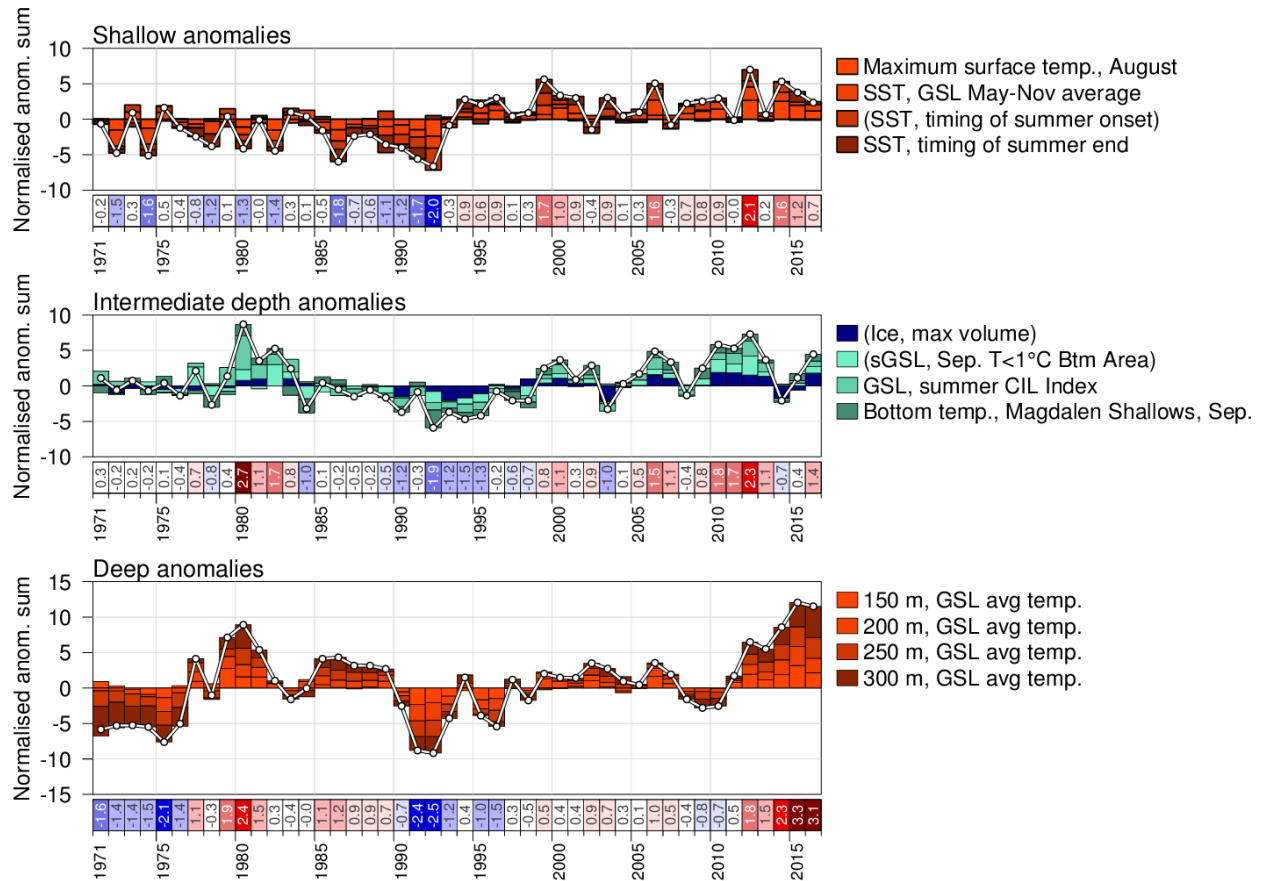 Shallow anomalies
Normalised anom. sum
10
5
0
-5
-10
Maximum surface temp., August
SST, GSL May-Nov average
(SST, timing of summer onset)
SST, timing of summer end
-0.2 -1.5 0.3 -1.6 0.5 -0.4 -0.8 -1.2 0.1 -1.3 -0.0 -1.4 0.3 0.1 -0.5 -1.8 -0.7 -0.6 -1.1 -1.2 -1.7 -2.0 -0.3 0.9 0.6 0.9 0.1 0.3 1.7 1.0 0.9 -0.4 0.9 0.1 0.3 1.6 -0.3 0.7 0.8 0.9 -0.0 2.1 0.2 1.6 1.2 0.7
1971 1975 1980 1985 1990 1995 2000 2005 2010 2015
Intermediate depth anomalies
Normalised anom. sum
10
5
0
-5
-10
(Ice, max volume)
(sGSL, Sep. T<1°C Btm Area)
GSL, summer CIL Index
Bottom temp., Magdalen Shallows, Sep.
0.3 -0.2 0.2 -0.2 0.1 -0.4 0.7 -0.8 0.4 2.7 1.1 1.7 0.8 -1.0 0.1 -0.2 -0.5 -0.2 -0.5 -1.2 -0.3 -1.9 -1.2 -1.5 -1.3 -0.2 -0.6 -0.7 0.8 1.1 0.3 0.9 -1.0 0.1 0.5 1.5 1.1 -0.4 0.8 1.8 1.7 2.3 1.1 -0.7 0.4 1.4
1971 1975 1980 1985 1990 1995 2000 2005 2010 2015
Deep anomalies
Normalised anom. sum
15
10
5
0
-5
-10
-15
150 m, GSL avg temp.
200 m, GSL avg temp.
250 m, GSL avg temp.
300 m, GSL avg temp.
-1.6 -1.4 -1.4 -1.5 -2.1 -1.4 1.1 -0.3 1.9 2.4 1.5 0.3 -0.4 -0.0 1.1 1.2 0.9 0.9 0.7 -0.7 -2.4 -2.5 -1.2 0.4 -1.0 -1.5 0.3 -0.5 0.5 0.4 0.4 0.9 0.7 0.3 0.1 1.0 0.5 -0.4 -0.8 -0.7 0.5 1.8 1.5 2.3 3.3 3.1
1971 1975 1980 1985 1990 1995 2000 2005 2010 2015